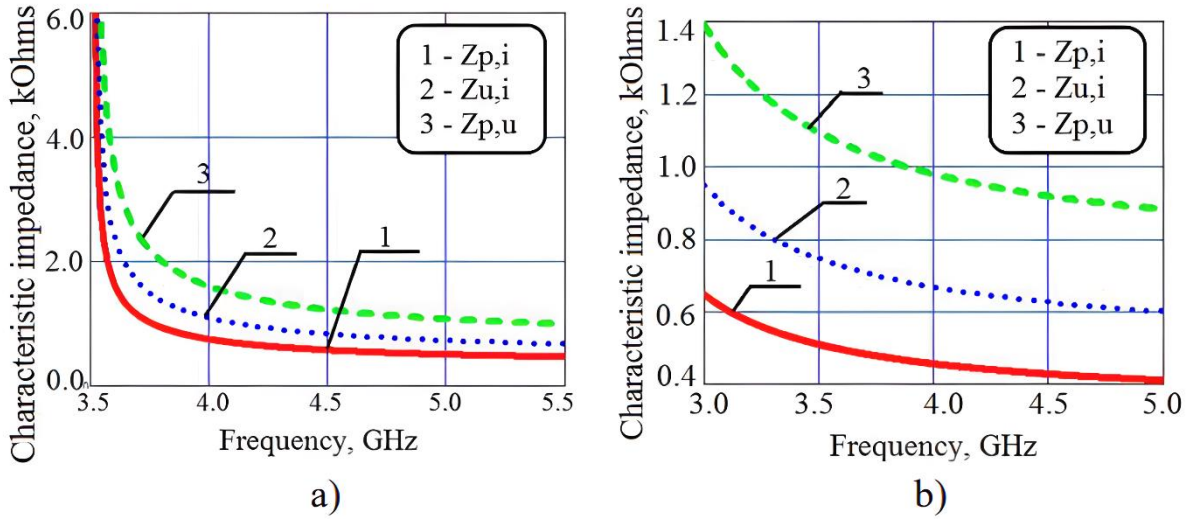 Characteristic impedance, kOhms
6.0
4.0
2.0
0.0
3.5
4.0
4.5
5.0
5.5
1 - Zp,i
2 - Zu,i
3 - Zp,u
3
2
1
Frequency, GHz
a)
Characteristic impedance, kOhms
1.4
1.2
1.0
0.8
0.6
0.4
3.0
3.5
4.0
4.5
5.0
1 - Zp,i
2 - Zu,i
3 - Zp,u
3
2
1
Frequency, GHz
b)